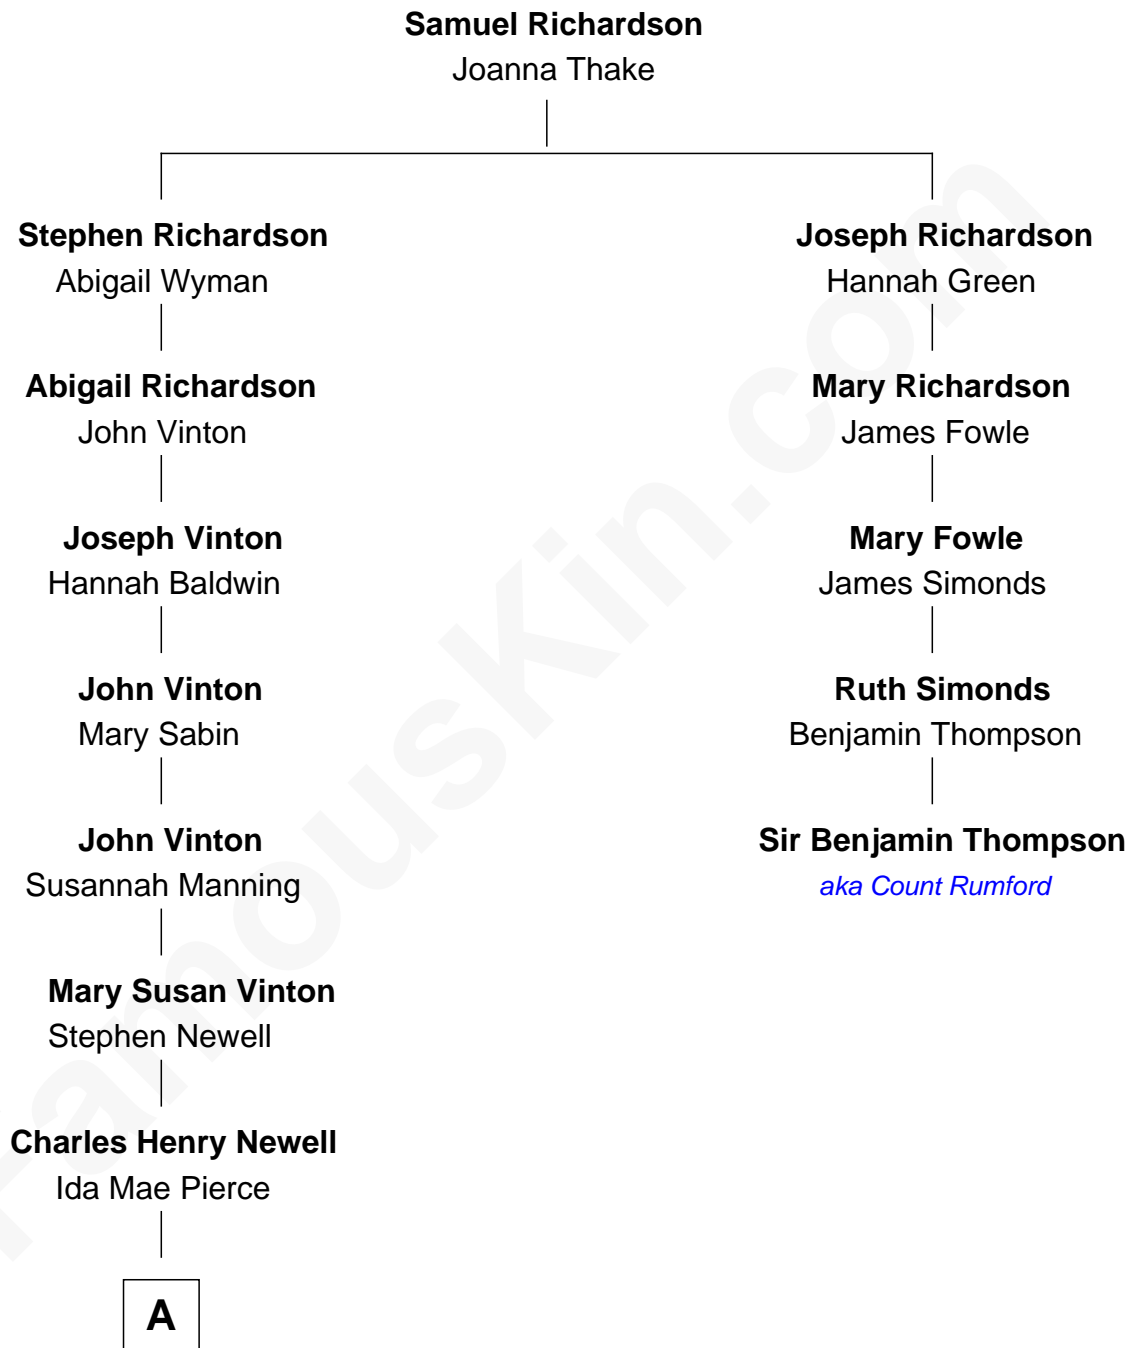 Samuel Richardson
Joanna Thake
Stephen Richardson
Abigail Wyman
Joseph Richardson
Hannah Green
Abigail Richardson
John Vinton
Mary Richardson
James Fowle
Joseph Vinton
Hannah Baldwin
Mary Fowle
James Simonds
John Vinton
Mary Sabin
Ruth Simonds
Benjamin Thompson
John Vinton
Susannah Manning
Sir Benjamin Thompson
aka Count Rumford
Mary Susan Vinton
Stephen Newell
Charles Henry Newell
Ida Mae Pierce
A
FamousKin.com